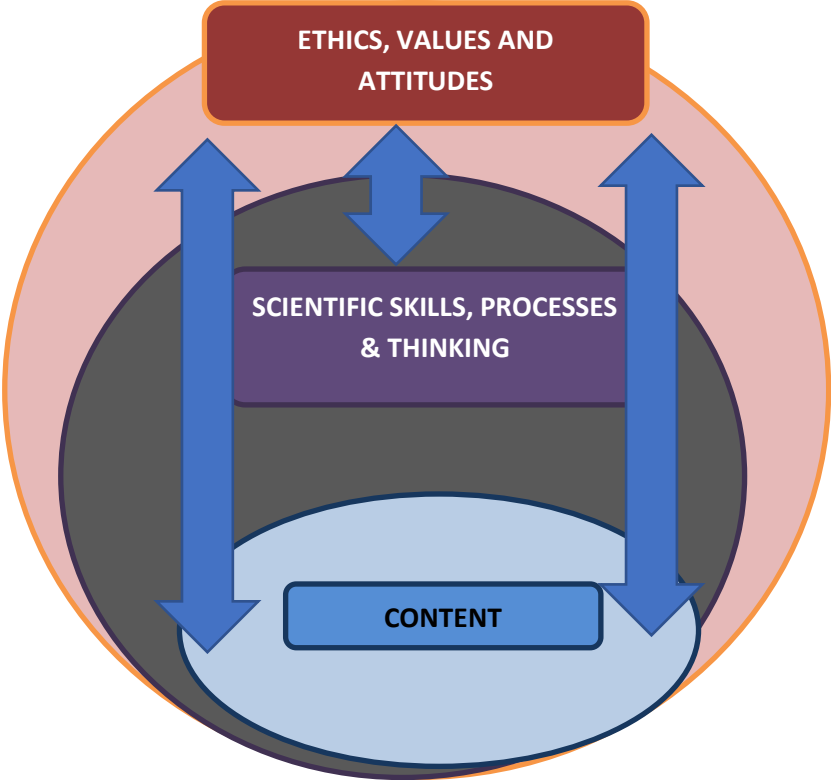 ETHICS, VALUES AND
ATTITUDES
SCIENTIFIC SKILLS, PROCESSES
& THINKING
CONTENT